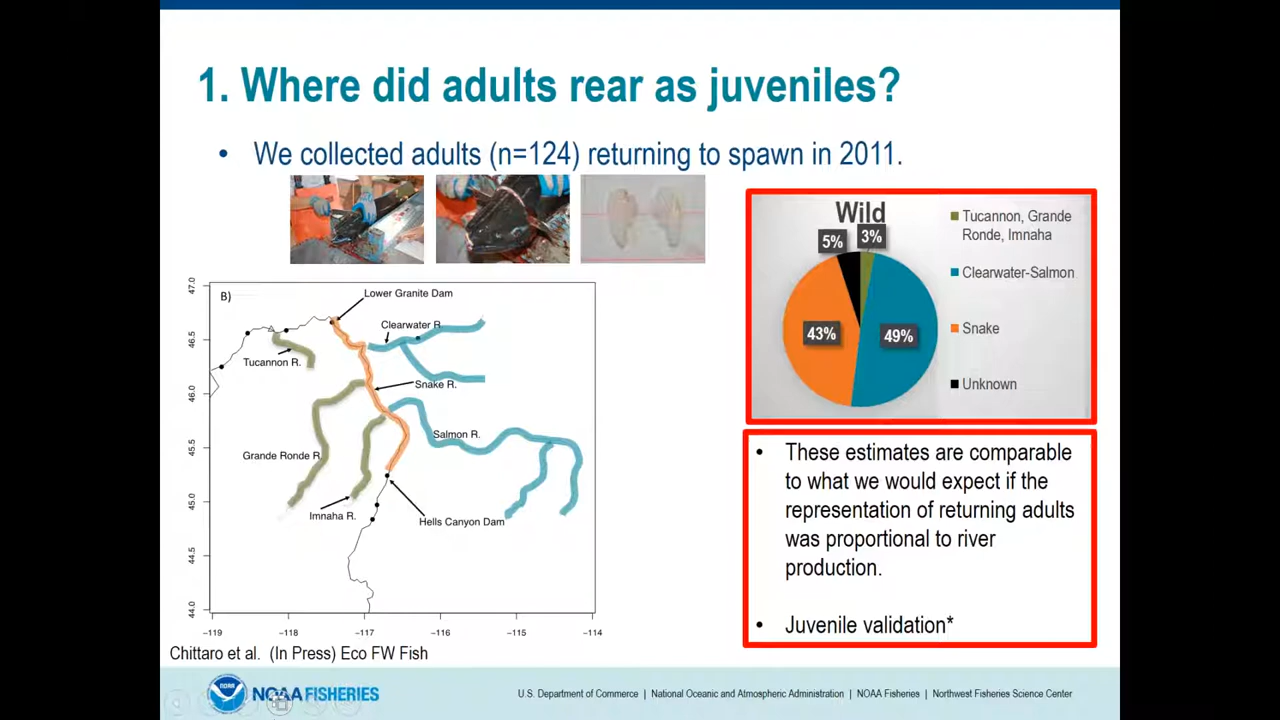 1. Where did adults rear as juveniles?
• We collected adults (n=124) returning to spawn in 2011.
B)
Lower Granite Dam
Clearwater R.
Tucannon R.
Snake R.
Salmon R.
Grande Ronde R.
Imnaha R.
Hells Canyon Dam
47.0
46.5
46.0
45.5
45.0
44.5
44.0
−119
−118
−117
−116
−115
−114
Chittaro et al. (In Press) Eco FW Fish
Wild
5%
3%
43%
49%
Tucannon, Grande
Ronde, Imnaha
Clearwater-Salmon
Snake
Unknown
• These estimates are comparable
to what we would expect if the
representation of returning adults
was proportional to river
production.
• Juvenile validation*
NOAA
NOAA FISHERIES
U.S. Department of Commerce | National Oceanic and Atmospheric Administration | NOAA Fisheries | Northwest Fisheries Science Center